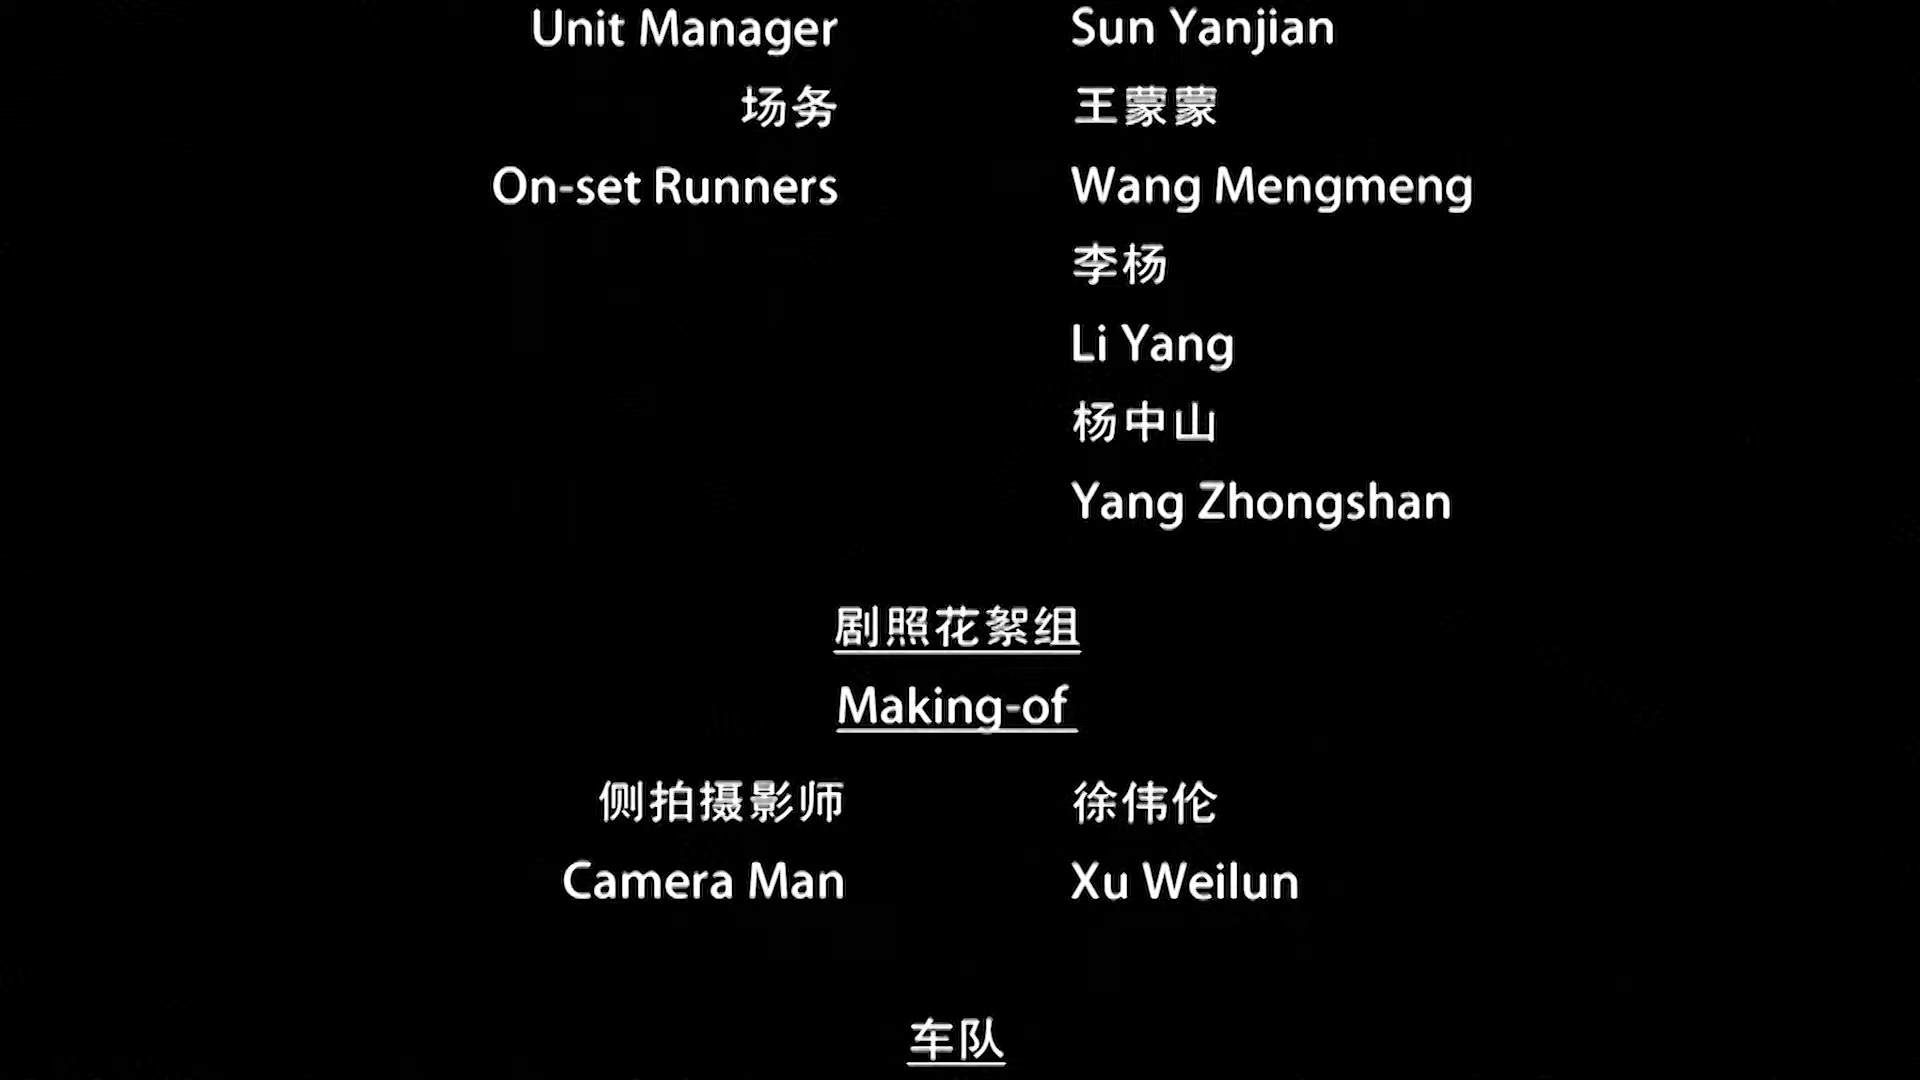 Unit Manager Sun Yanjian
场务 王蒙蒙
On-set Runners Wang Mengmeng
李杨
Li Yang
杨中山
Yang Zhongshan
剧照花絮组
Making-of
侧拍摄影师 徐伟伦
Camera Man Xu Weilun
车队